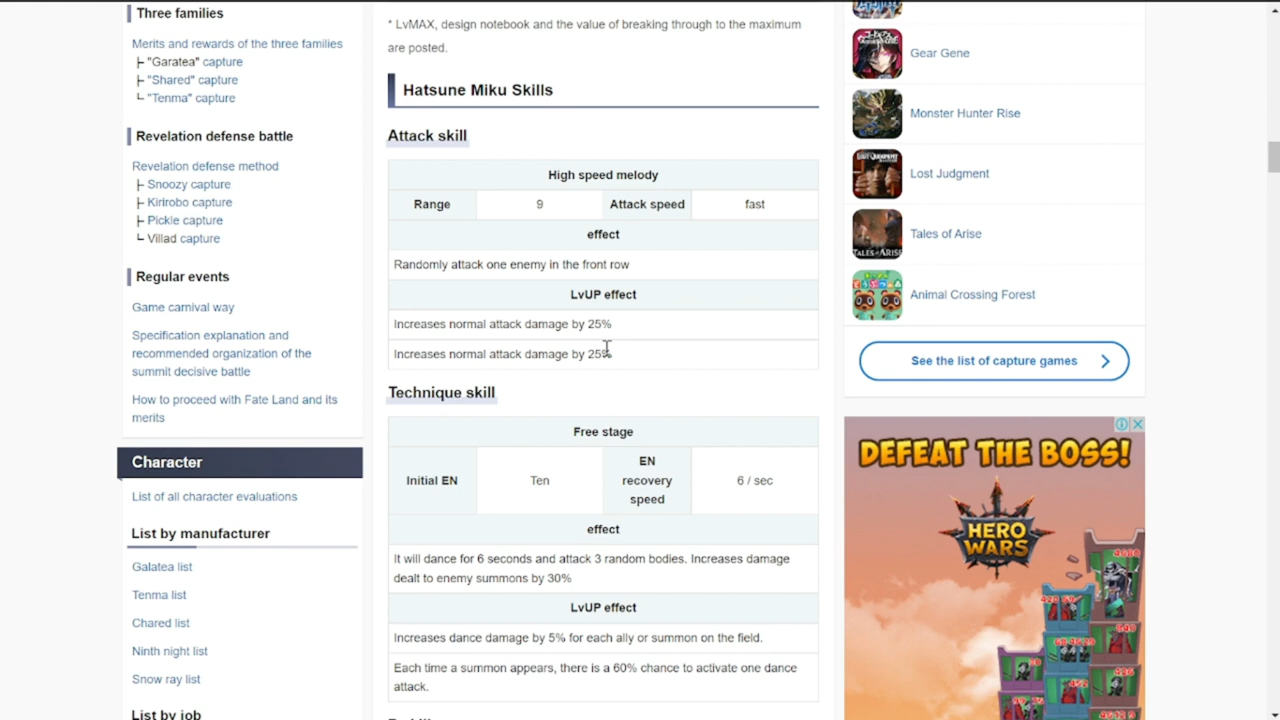 Three families
Merits and rewards of the three families
├ "Garatea" capture
├ "Shared" capture
└ "Tenma" capture
Revelation defense battle
Revelation defense method
├ Snoozy capture
├ Kirirobo capture
├ Pickle capture
└ Villad capture
Regular events
Game carnival way
Specification explanation and
recommended organization of the
summit decisive battle
How to proceed with Fate Land and its
merits
Character
List of all character evaluations
List by manufacturer
Galatea list
Tenma list
Chared list
Ninth night list
Snow ray list
List by job
* LvMAX, design notebook and the value of breaking through to the maximum
are posted.
Hatsune Miku Skills
Attack skill
High speed melody
Range 9 Attack speed fast
effect
Randomly attack one enemy in the front row
LvUP effect
Increases normal attack damage by 25%
Increases normal attack damage by 25%
Technique skill
Free stage
Initial EN Ten EN recovery speed 6 / sec
effect
It will dance for 6 seconds and attack 3 random bodies. Increases damage
dealt to enemy summons by 30%
LvUP effect
Increases dance damage by 5% for each ally or summon on the field.
Each time a summon appears, there is a 60% chance to activate one dance
attack.
Gear Gene
Monster Hunter Rise
LOST JUDGMENT
Lost Judgment
TALES OF ARISE
Tales of Arise
Animal Crossing Forest
See the list of capture games
DEFEAT THE BOSS!
HERO
WARS